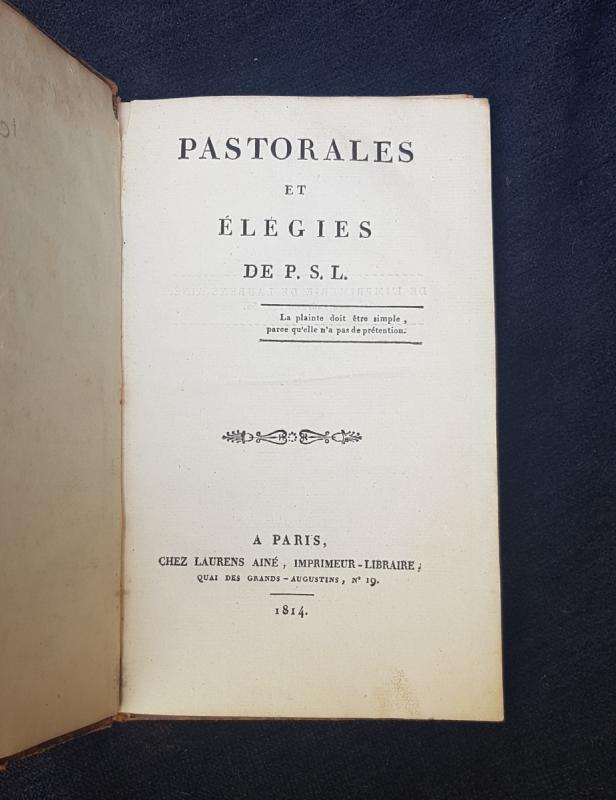 PASTORALES
ET
ÉLÉGIES
DE P. S. L.
La plainte doit être simple,
parce qu'elle n'a pas de prétention.
A PARIS,
CHEZ LAURENS AINÉ, IMPRIMEUR-LIBRAIRE;
QUAI DES GRANDS-AUGUSTINS, Nº 19.
1814.